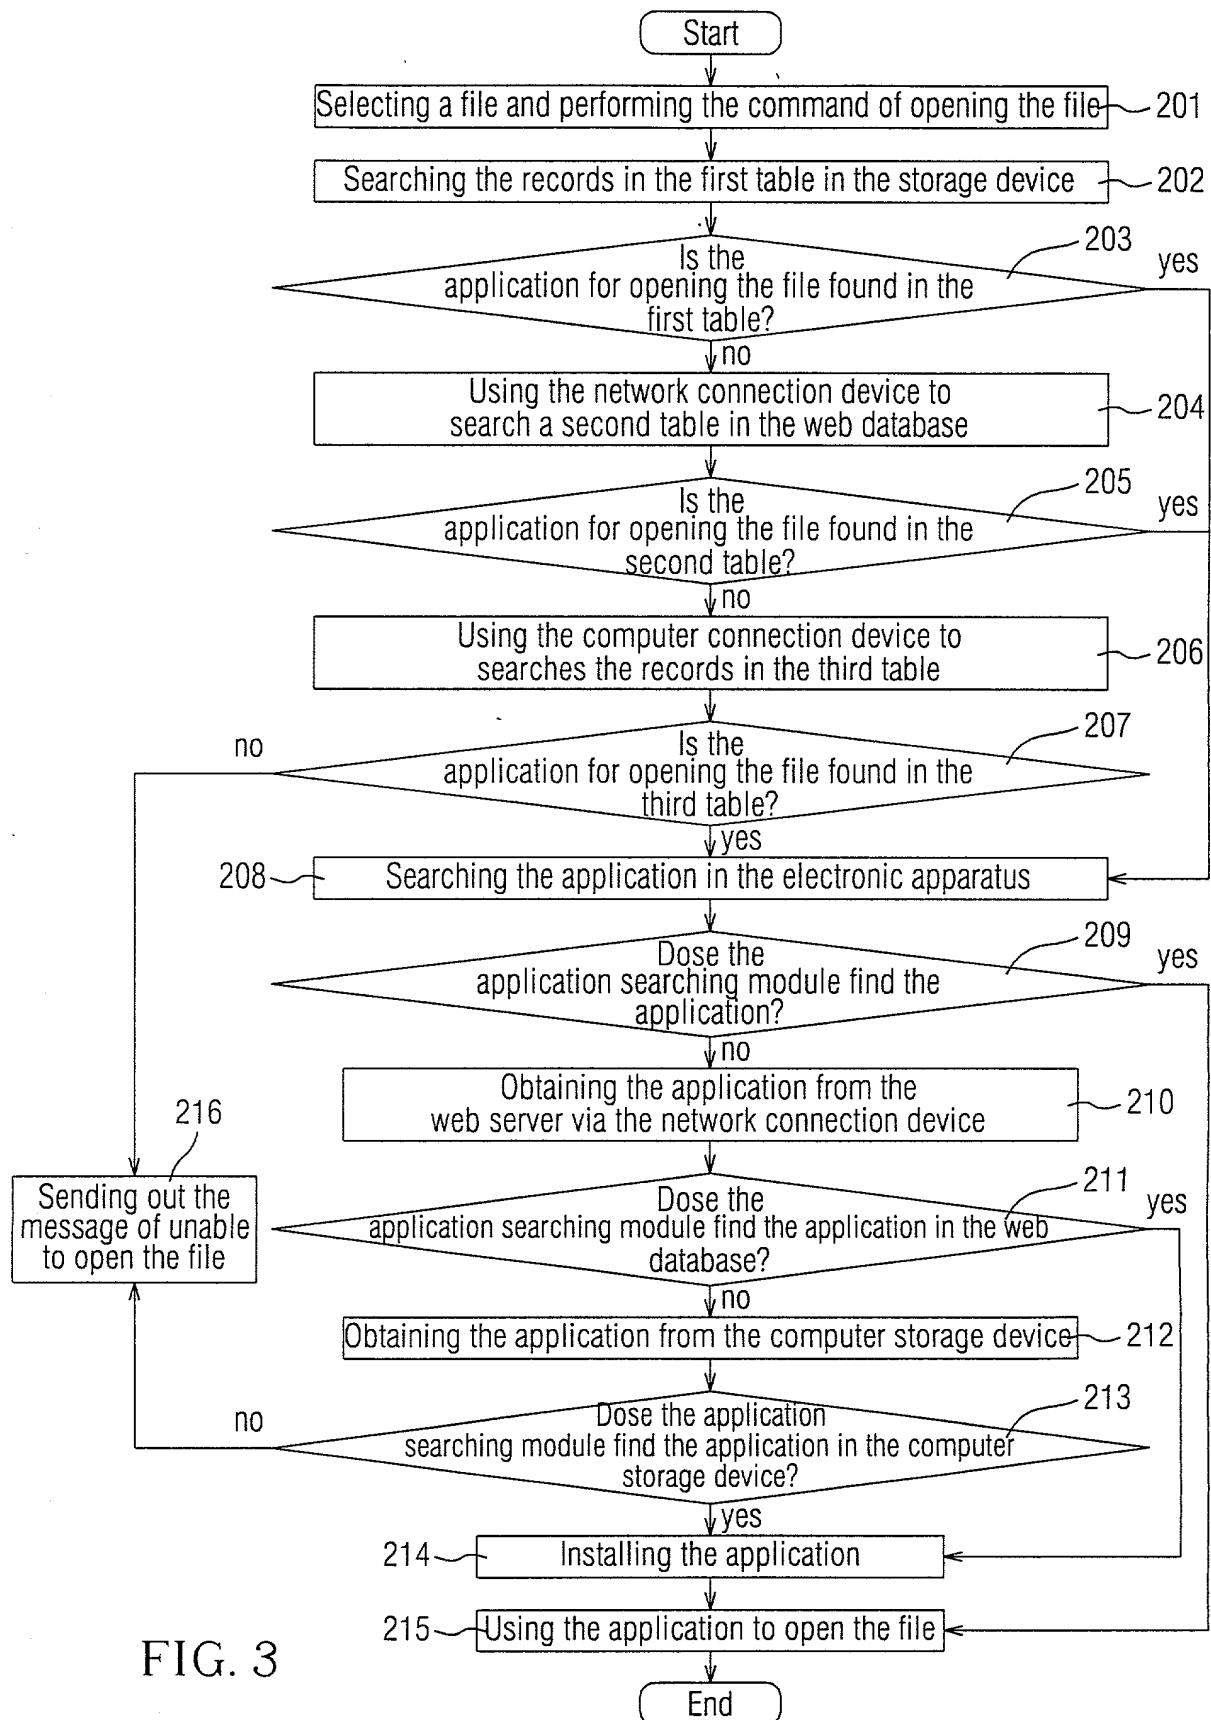 Start
Selecting a file and performing the command of opening the file
201
Searching the records in the first table in the storage device
202
203
Is the
application for opening the file found in the
first table?
yes
no
Using the network connection device to
search a second table in the web database
204
205
Is the
application for opening the file found in the
second table?
yes
no
Using the computer connection device to
searches the records in the third table
206
207
no
Is the
application for opening the file found in the
third table?
yes
208
Searching the application in the electronic apparatus
209
Dose the
application searching module find the
application?
yes
no
Obtaining the application from the
web server via the network connection device
210
216
Sending out the
message of unable
to open the file
211
Dose the
application searching module find the application in the web
database?
yes
no
Obtaining the application from the computer storage device
212
213
no
Dose the application
searching module find the application in the computer
storage device?
yes
214
Installing the application
215
Using the application to open the file
End
FIG. 3